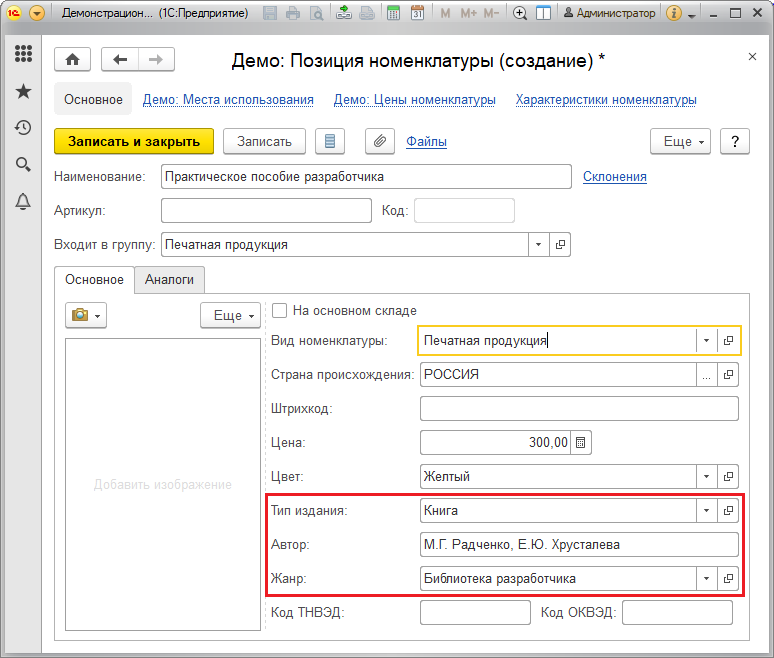 Демонстрацион... (1С:Предприятие) M M+ M- Администратор
Демо: Позиция номенклатуры (создание) *
Основное Демо: Места использования Демо: Цены номенклатуры Характеристики номенклатуры
Записать и закрыть Записать Файлы Еще ?
Наименование: Практическое пособие разработчика Склонения
Артикул: Код:
Входит в группу: Печатная продукция
Основное Аналоги
Еще На основном складе
Вид номенклатуры: Печатная продукция
Страна происхождения: РОССИЯ ...
Штрихкод:
Цена: 300,00
Цвет: Желтый
Добавить изображение
Тип издания: Книга
Автор: М.Г. Радченко, Е.Ю. Хрусталева
Жанр: Библиотека разработчика
Код ТНВЭД: Код ОКВЭД: